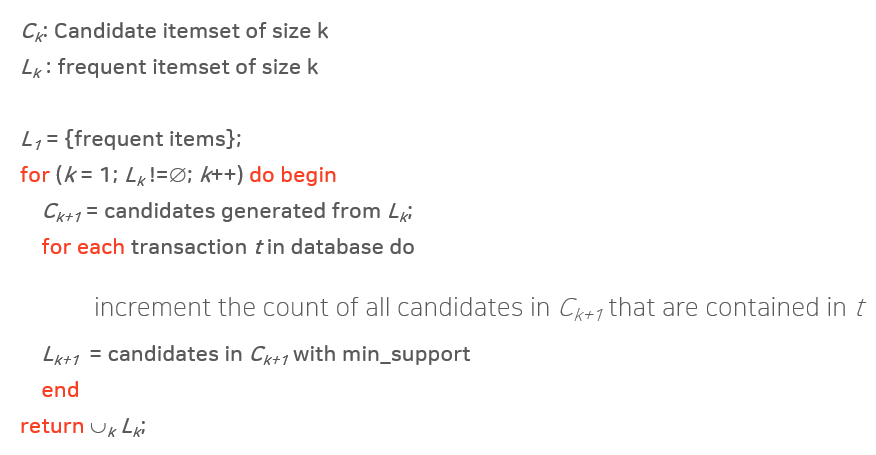 Cₖ: Candidate itemset of size k
Lₖ : frequent itemset of size k
L₁ = {frequent items};
for (k = 1; Lₖ !=∅; k++) do begin
Cₖ₊₁ = candidates generated from Lₖ;
for each transaction t in database do
increment the count of all candidates in Cₖ₊₁ that are contained in t
Lₖ₊₁ = candidates in Cₖ₊₁ with min_support
end
return ∪ₖ Lₖ;